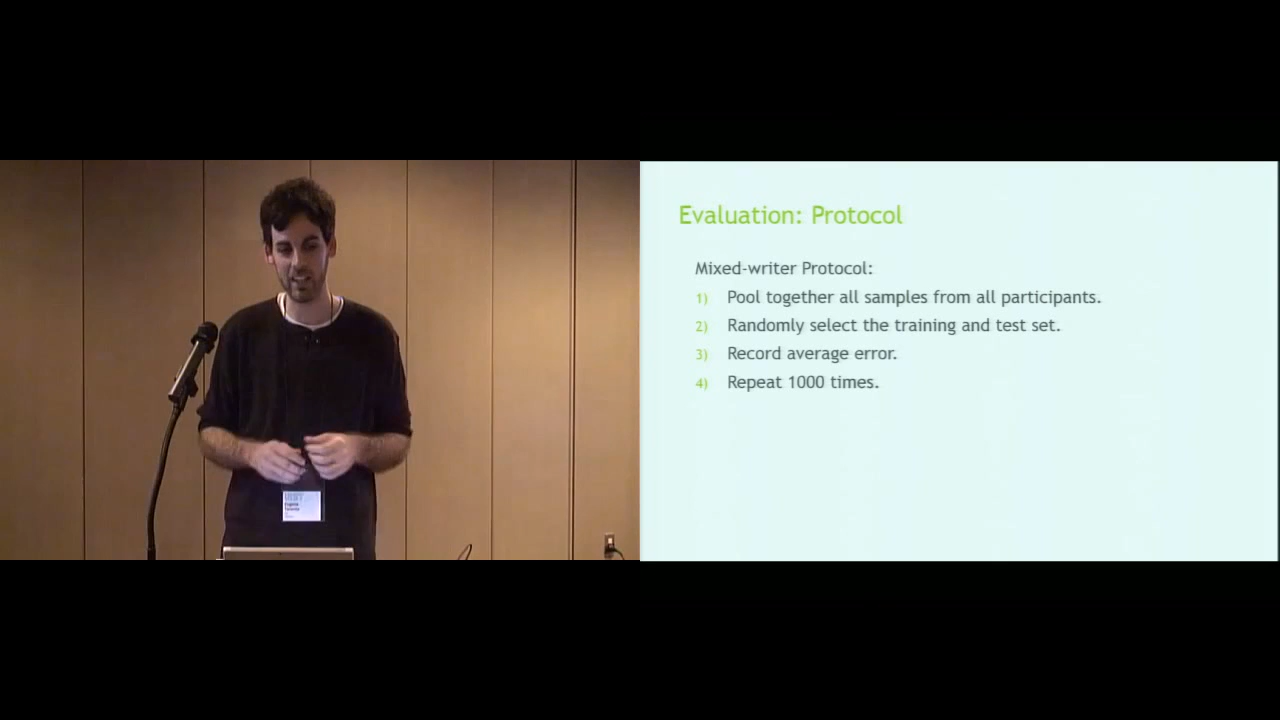 Evaluation: Protocol
Mixed-writer Protocol:
1) Pool together all samples from all participants.
2) Randomly select the training and test set.
3) Record average error.
4) Repeat 1000 times.